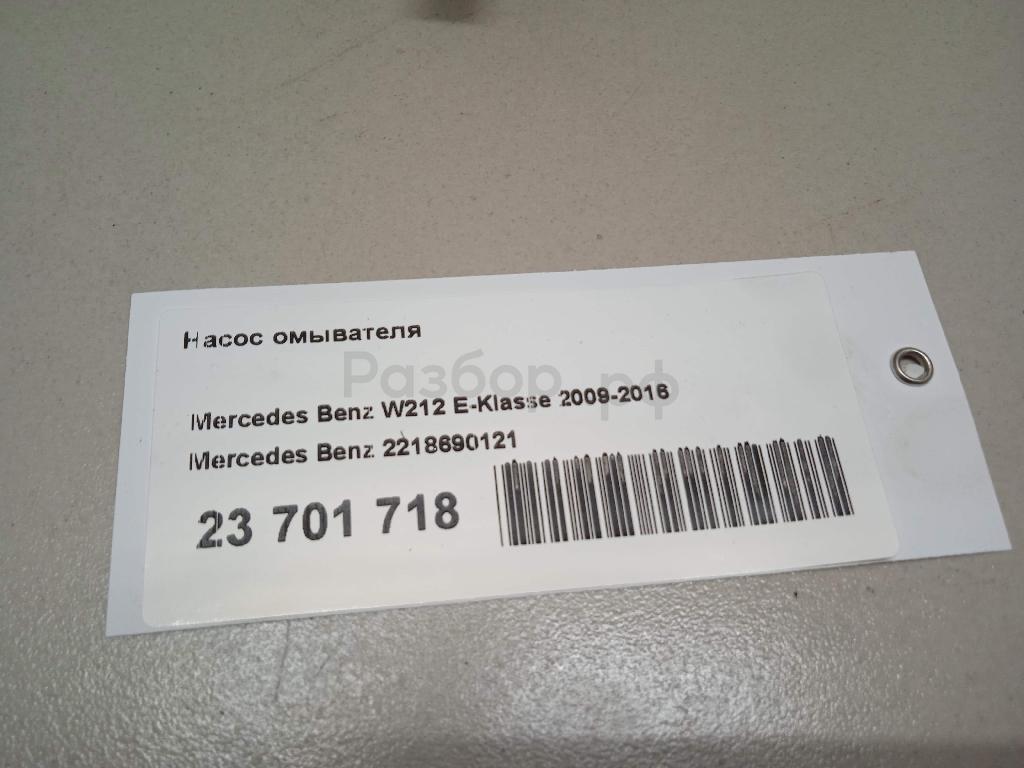 Насос омывателя
Разбор.рф
Mercedes Benz W212 E-Klasse 2009-2016
Mercedes Benz 2218690121
23 701 718